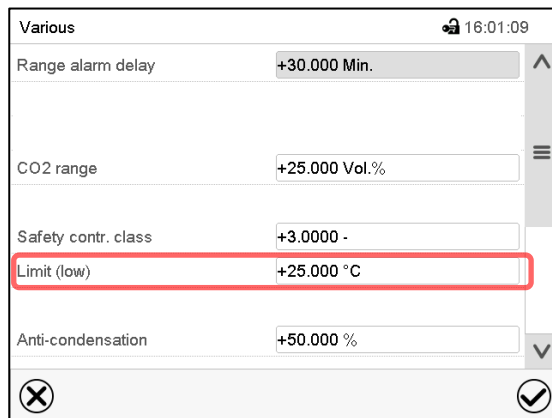 Various 16:01:09
Range alarm delay +30.000 Min.
CO2 range +25.000 Vol.%
Safety contr. class +3.0000 -
Limit (low) +25.000 °C
Anti-condensation +50.000 %